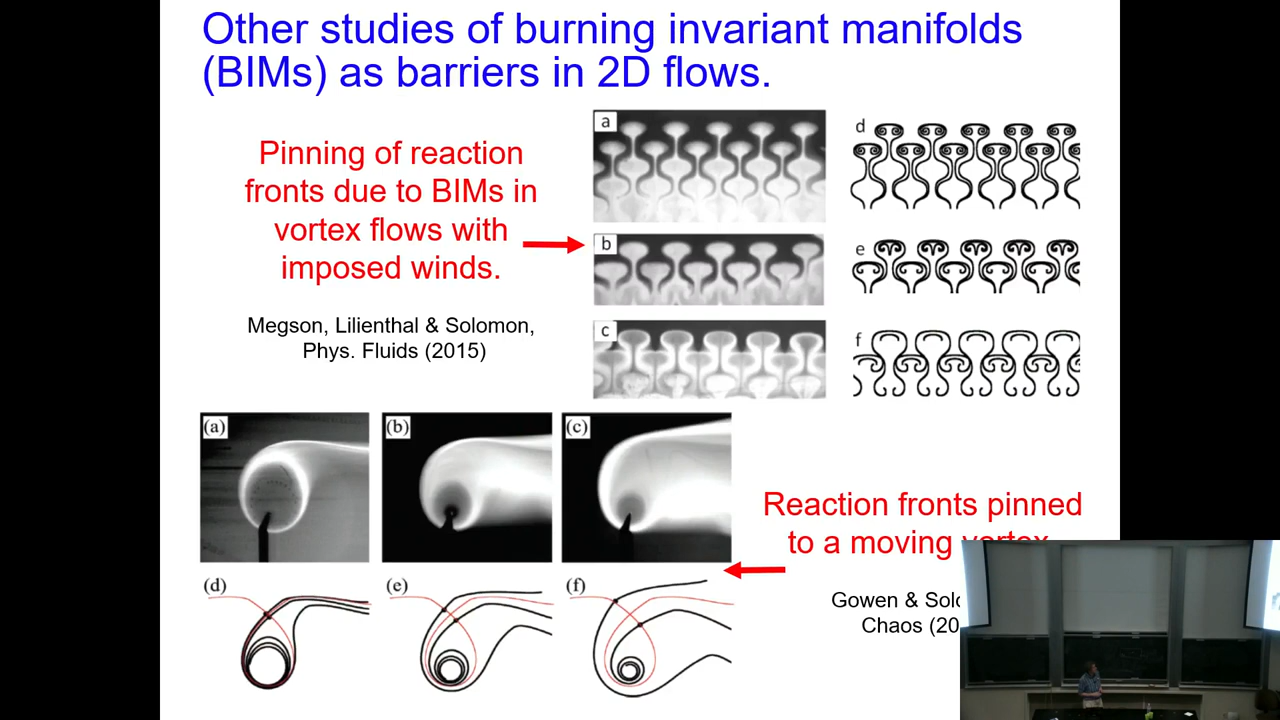 Other studies of burning invariant manifolds
(BIMs) as barriers in 2D flows.
Pinning of reaction
fronts due to BIMs in
vortex flows with
imposed winds.
Megson, Lilienthal & Solomon,
Phys. Fluids (2015)
a
d
b
e
c
f
(a)
(b)
(c)
(d)
(e)
(f)
Reaction fronts pinned
to a moving vortex
Gowen &
Chaos